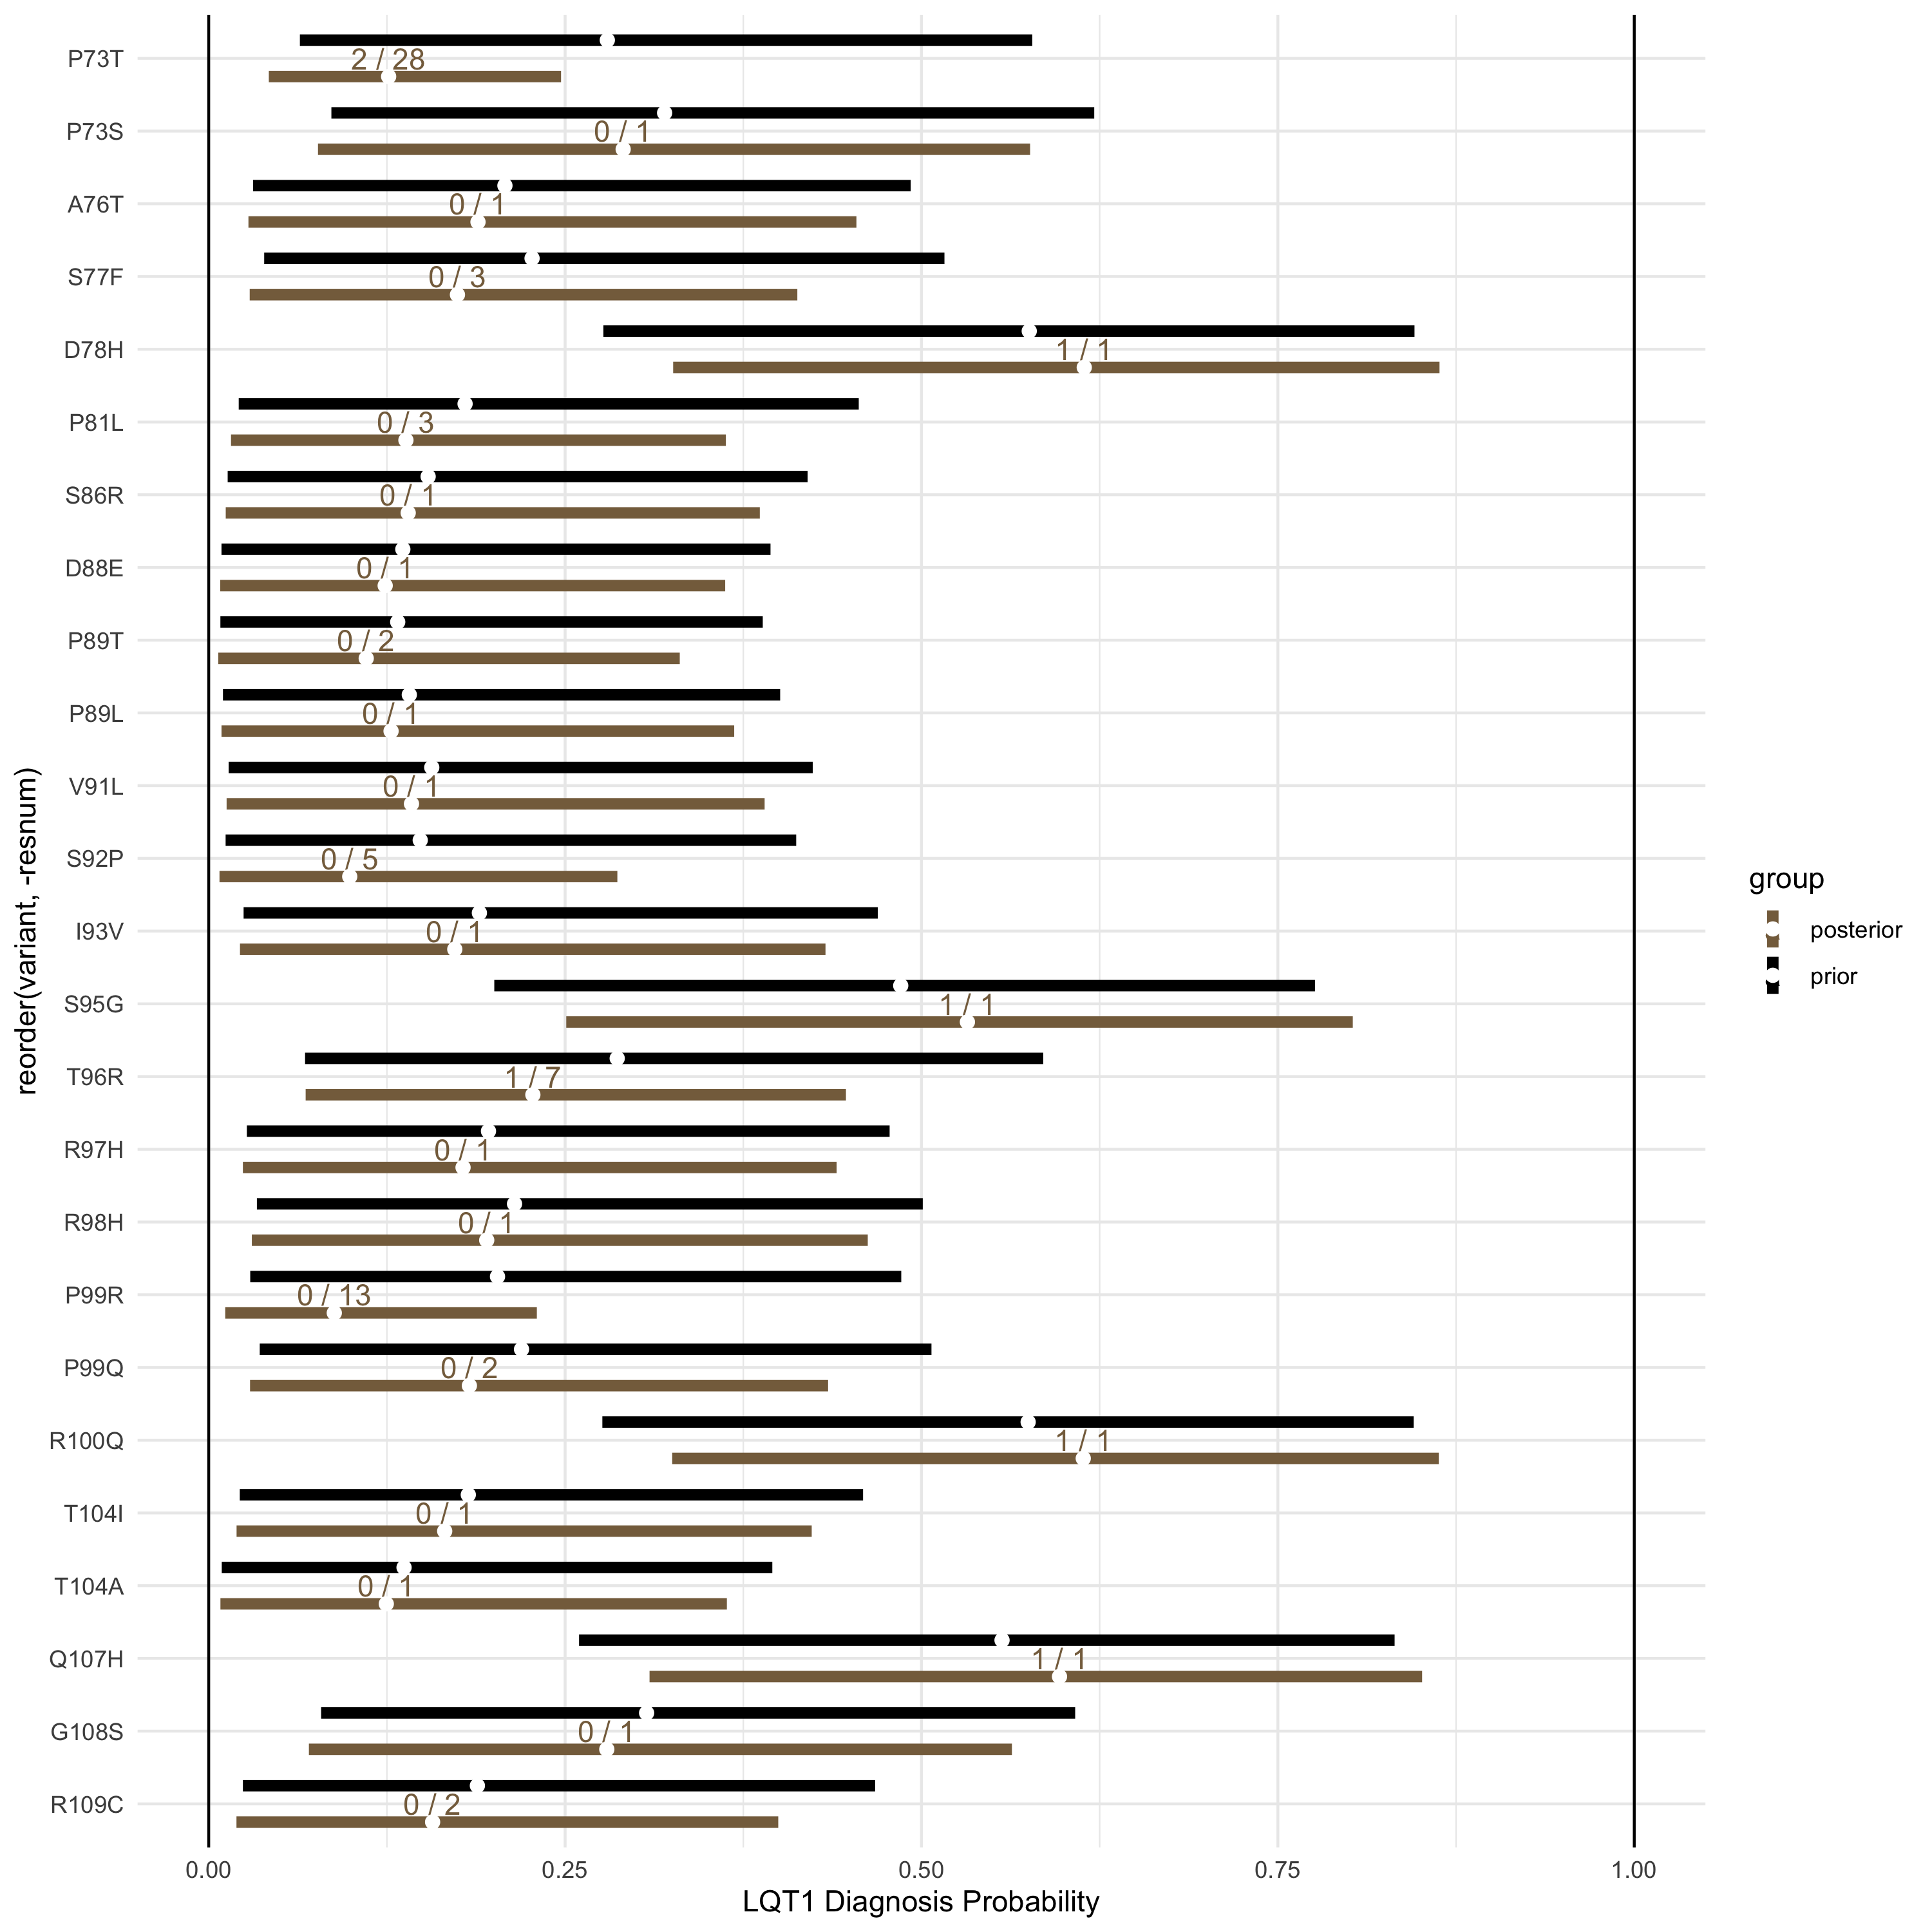 P73T
2 / 28
P73S
0 / 1
A76T
0 / 1
S77F
0 / 3
D78H
1 / 1
P81L
0 / 3
S86R
0 / 1
D88E
0 / 1
P89T
0 / 2
P89L
0 / 1
V91L
0 / 1
S92P
0 / 5
I93V
0 / 1
S95G
1 / 1
T96R
1 / 7
R97H
0 / 1
R98H
0 / 1
P99R
0 / 13
P99Q
0 / 2
R100Q
1 / 1
T104I
0 / 1
T104A
0 / 1
Q107H
1 / 1
G108S
0 / 1
R109C
0 / 2
reorder(variant, -resnum)
0.00 0.25 0.50 0.75 1.00
LQT1 Diagnosis Probability
group
posterior
prior